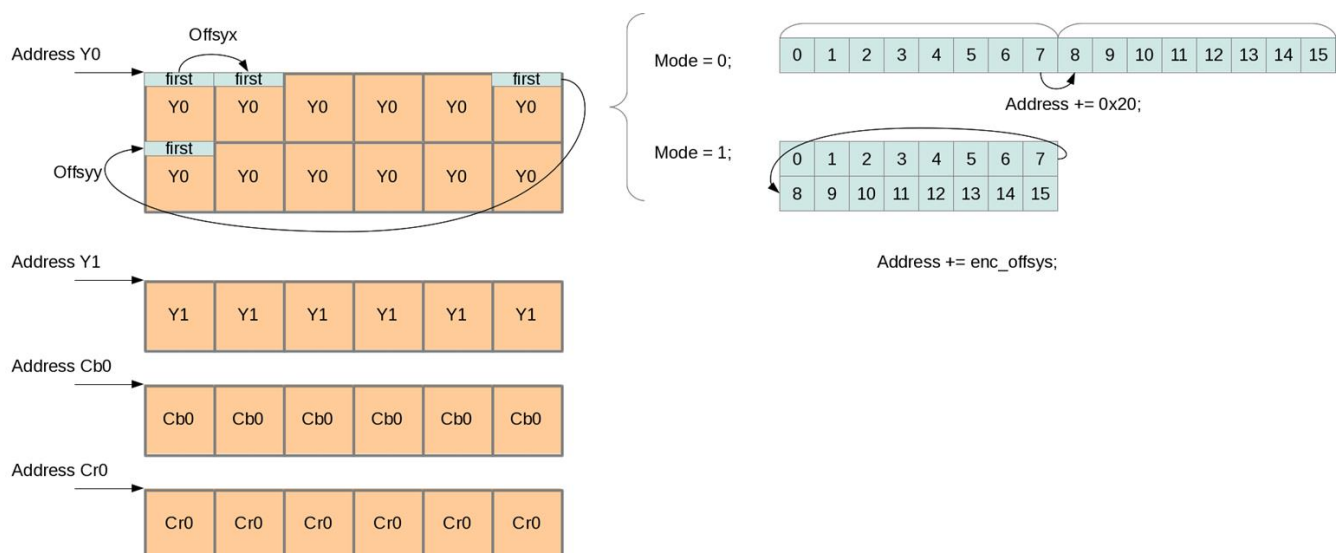 Offsyx
Address Y0
first first first
Y0 Y0 Y0 Y0 Y0 Y0
first
Offsyy
Y0 Y0 Y0 Y0 Y0 Y0
Mode = 0;
0 1 2 3 4 5 6 7 8 9 10 11 12 13 14 15
Address += 0x20;
Mode = 1;
0 1 2 3 4 5 6 7
8 9 10 11 12 13 14 15
Address += enc_offsys;
Address Y1
Y1 Y1 Y1 Y1 Y1 Y1
Address Cb0
Cb0 Cb0 Cb0 Cb0 Cb0 Cb0
Address Cr0
Cr0 Cr0 Cr0 Cr0 Cr0 Cr0